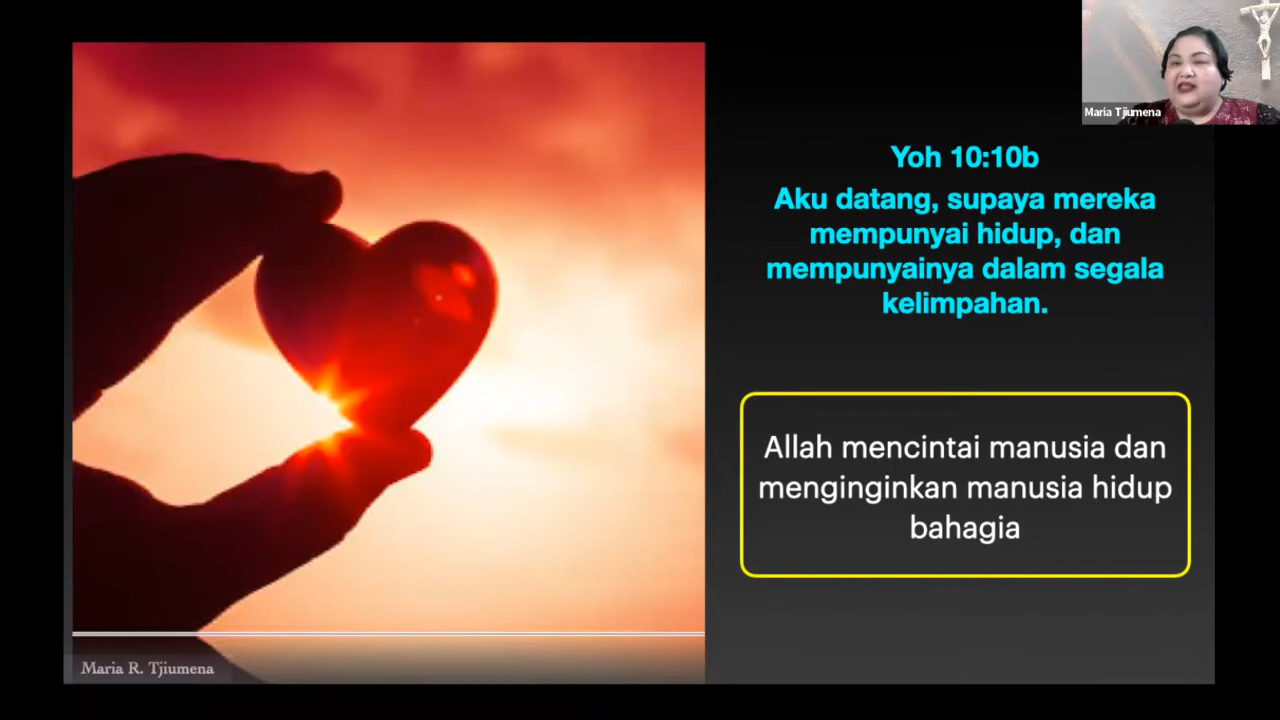 Maria Tjiumena
Yoh 10:10b
Aku datang, supaya mereka
mempunyai hidup, dan
mempunyainya dalam segala
kelimpahan.
Allah mencintai manusia dan
menginginkan manusia hidup
bahagia
Maria R. Tjiumena